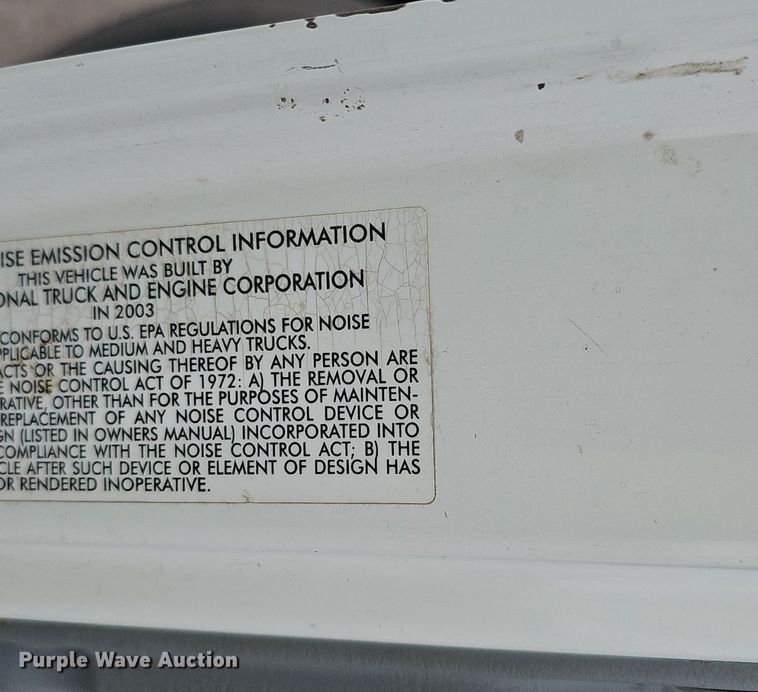 ISE EMISSION CONTROL INFORMATION
THIS VEHICLE WAS BUILT BY
ONAL TRUCK AND ENGINE CORPORATION
IN 2003
CONFORMS TO U.S. EPA REGULATIONS FOR NOISE
PPLICABLE TO MEDIUM AND HEAVY TRUCKS.
ACTS OR THE CAUSING THEREOF BY ANY PERSON ARE
E NOISE CONTROL ACT OF 1972: A) THE REMOVAL OR
RATIVE, OTHER THAN FOR THE PURPOSES OF MAINTEN-
REPLACEMENT OF ANY NOISE CONTROL DEVICE OR
GN (LISTED IN OWNERS MANUAL) INCORPORATED INTO
COMPLIANCE WITH THE NOISE CONTROL ACT; B) THE
CLE AFTER SUCH DEVICE OR ELEMENT OF DESIGN HAS
OR RENDERED INOPERATIVE.
Purple Wave Auction